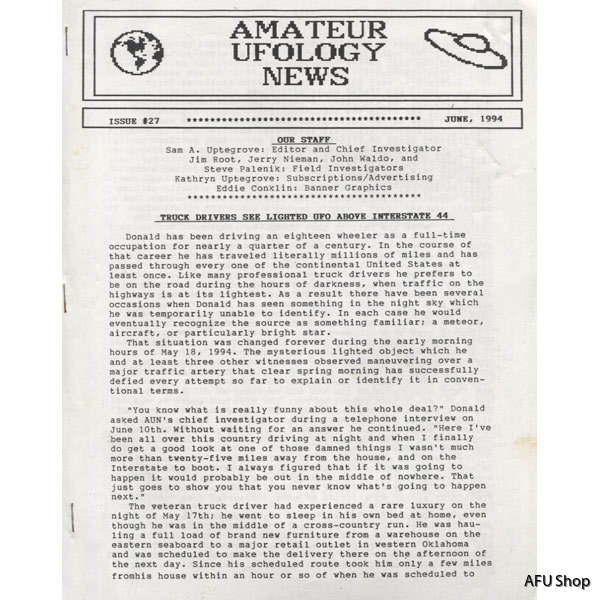 AMATEUR
UFOLOGY
NEWS
ISSUE #27 ****************************************** JUNE, 1994
OUR STAFF
Sam A. Uptegrove: Editor and Chief Investigator
Jim Root, Jerry Nieman, John Waldo, and
Steve Palenik: Field Investigators
Kathryn Uptegrove: Subscriptions/Advertising
Eddie Conklin: Banner Graphics
******************************************
TRUCK DRIVERS SEE LIGHTED UFO ABOVE INTERSTATE 44
Donald has been driving an eighteen wheeler as a full-time
occupation for nearly a quarter of a century. In the course of
that career he has traveled literally millions of miles and has
passed through every one of the continental United States at
least once. Like many professional truck drivers he prefers to
be on the road during the hours of darkness, when traffic on the
highways is at its lightest. As a result there have been several
occasions when Donald has seen something in the night sky which
he was temporarily unable to identify. In each case he would
eventually recognize the source as something familiar; a meteor,
aircraft, or particularly bright star.
That situation was changed forever during the early morning
hours of May 18, 1994. The mysterious lighted object which he
and at least three other witnesses observed maneuvering over a
major traffic artery that clear spring morning has successfully
defied every attempt so far to explain or identify it in conven-
tional terms.
"You know what is really funny about this whole deal?" Donald
asked AUN's chief investigator during a telephone interview on
June 10th. Without waiting for an answer he continued. "Here I've
been all over this country driving at night and when I finally
do get a good look at one of those damned things I wasn't much
more than twenty-five miles away from the house, and on the
Interstate to boot. I always figured that if it was going to
happen it would probably be out in the middle of nowhere. That
just goes to show you that you never know what's going to happen
next."
The veteran truck driver had experienced a rare luxury on the
night of May 17th; he went to sleep in his own bed at home, even
though he was in the middle of a cross-country run. He was hau-
ling a full load of brand new furniture from a warehouse on the
eastern seaboard to a major retail outlet in western Oklahoma
and was scheduled to make the delivery there on the afternoon of
the next day. Since his scheduled route took him only a few miles
fromhis house within an hour or so of when he was scheduled to
AFU Shop